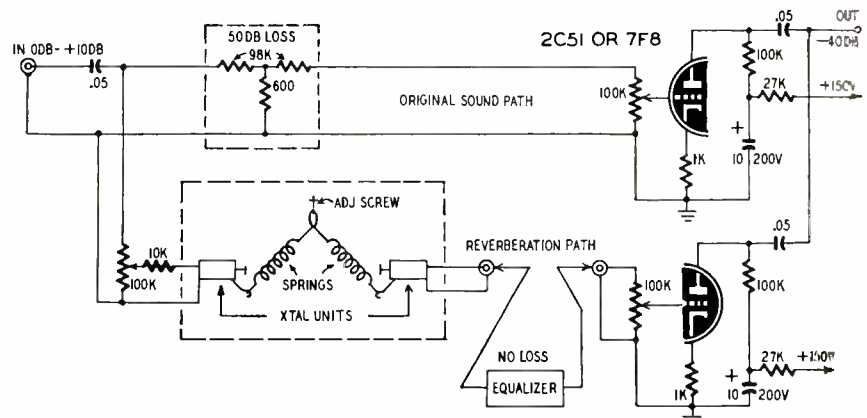 IN 0DB- +10DB
.05
50DB LOSS
98K
600
ORIGINAL SOUND PATH
2C51 OR 7F8
100K
1K
.05
OUT
-40DB
100K
27K
+150V
+
10 200V
ADJ SCREW
SPRINGS
XTAL UNITS
10K
100K
REVERBERATION PATH
NO LOSS
EQUALIZER
100K
1K
.05
100K
27K
+150V
+
10 200V